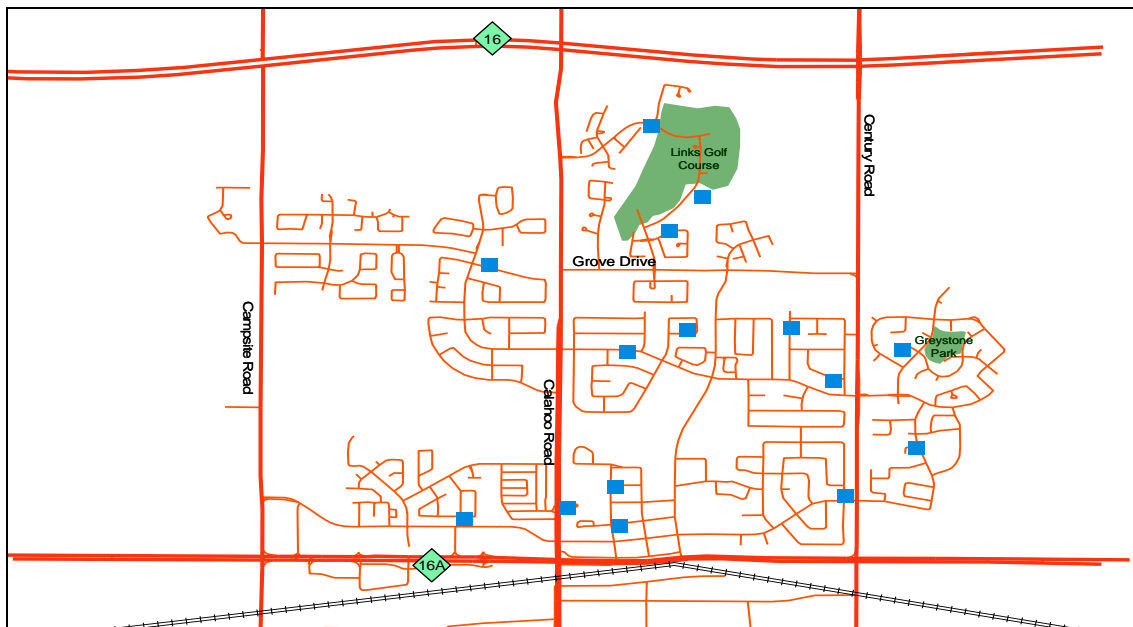 16
Century Road
Links Golf
Course
Grove Drive
Campsite Road
Greystone
Park
Calahoo Road
16A